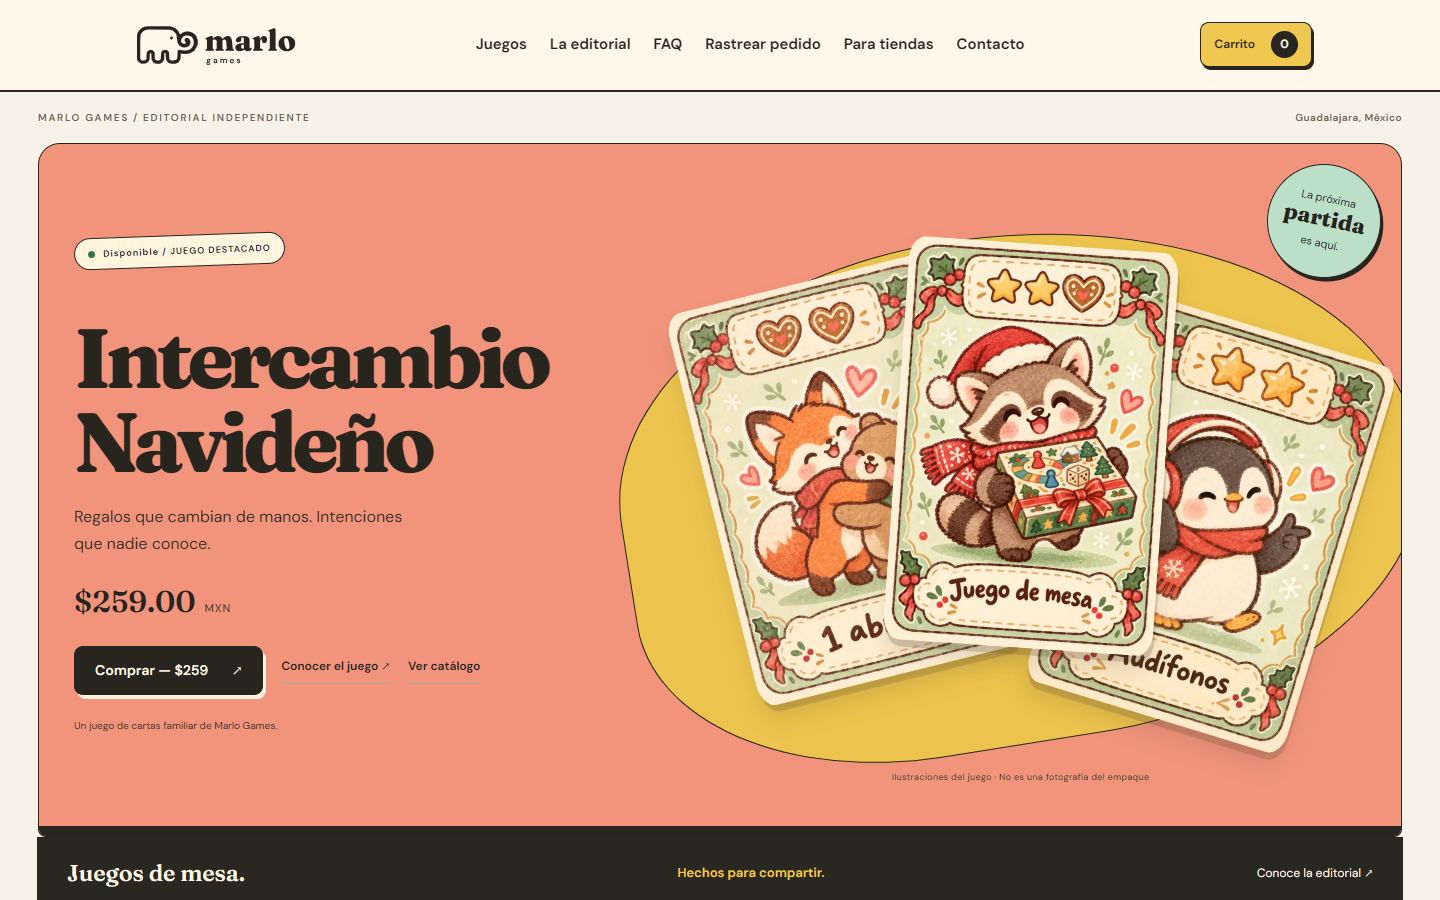 marlo
games
Juegos
La editorial
FAQ
Rastrear pedido
Para tiendas
Contacto
Carrito
0
MARLO GAMES / EDITORIAL INDEPENDIENTE
Guadalajara, México
La próxima
partida
es aquí.
Disponible / JUEGO DESTACADO
Intercambio
Navideño
Regalos que cambian de manos. Intenciones
que nadie conoce.
$259.00 MXN
Comprar — $259 ↗
Conocer el juego ↗
Ver catálogo
Un juego de cartas familiar de Marlo Games.
1 ab
Juego de mesa
Audífonos
Ilustraciones del juego · No es una fotografía del empaque
Juegos de mesa.
Hechos para compartir.
Conoce la editorial ↗